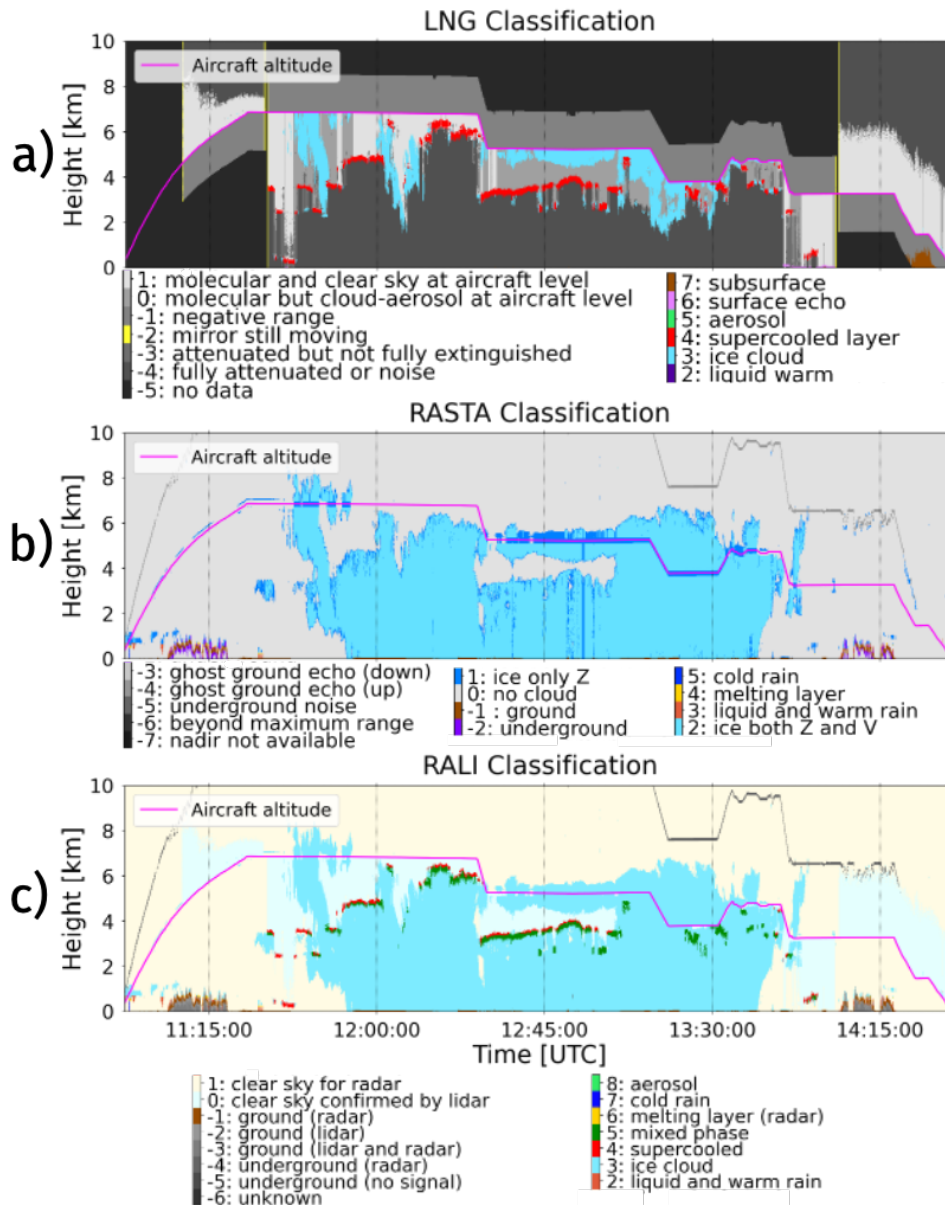 a)
LNG Classification
Aircraft altitude
Height [km]
10
8
6
4
2
0
1: molecular and clear sky at aircraft level
0: molecular but cloud-aerosol at aircraft level
-1: negative range
-2: mirror still moving
-3: attenuated but not fully extinguished
-4: fully attenuated or noise
-5: no data
7: subsurface
6: surface echo
5: aerosol
4: supercooled layer
3: ice cloud
2: liquid warm
b)
RASTA Classification
Aircraft altitude
Height [km]
10
8
6
4
2
0
-3: ghost ground echo (down)
-4: ghost ground echo (up)
-5: underground noise
-6: beyond maximum range
-7: nadir not available
1: ice only Z
0: no cloud
-1 : ground
-2: underground
5: cold rain
4: melting layer
3: liquid and warm rain
2: ice both Z and V
c)
RALI Classification
Aircraft altitude
Height [km]
10
8
6
4
2
0
11:15:00
12:00:00
12:45:00
13:30:00
14:15:00
Time [UTC]
1: clear sky for radar
0: clear sky confirmed by lidar
-1: ground (radar)
-2: ground (lidar)
-3: ground (lidar and radar)
-4: underground (radar)
-5: underground (no signal)
-6: unknown
8: aerosol
7: cold rain
6: melting layer (radar)
5: mixed phase
4: supercooled
3: ice cloud
2: liquid and warm rain